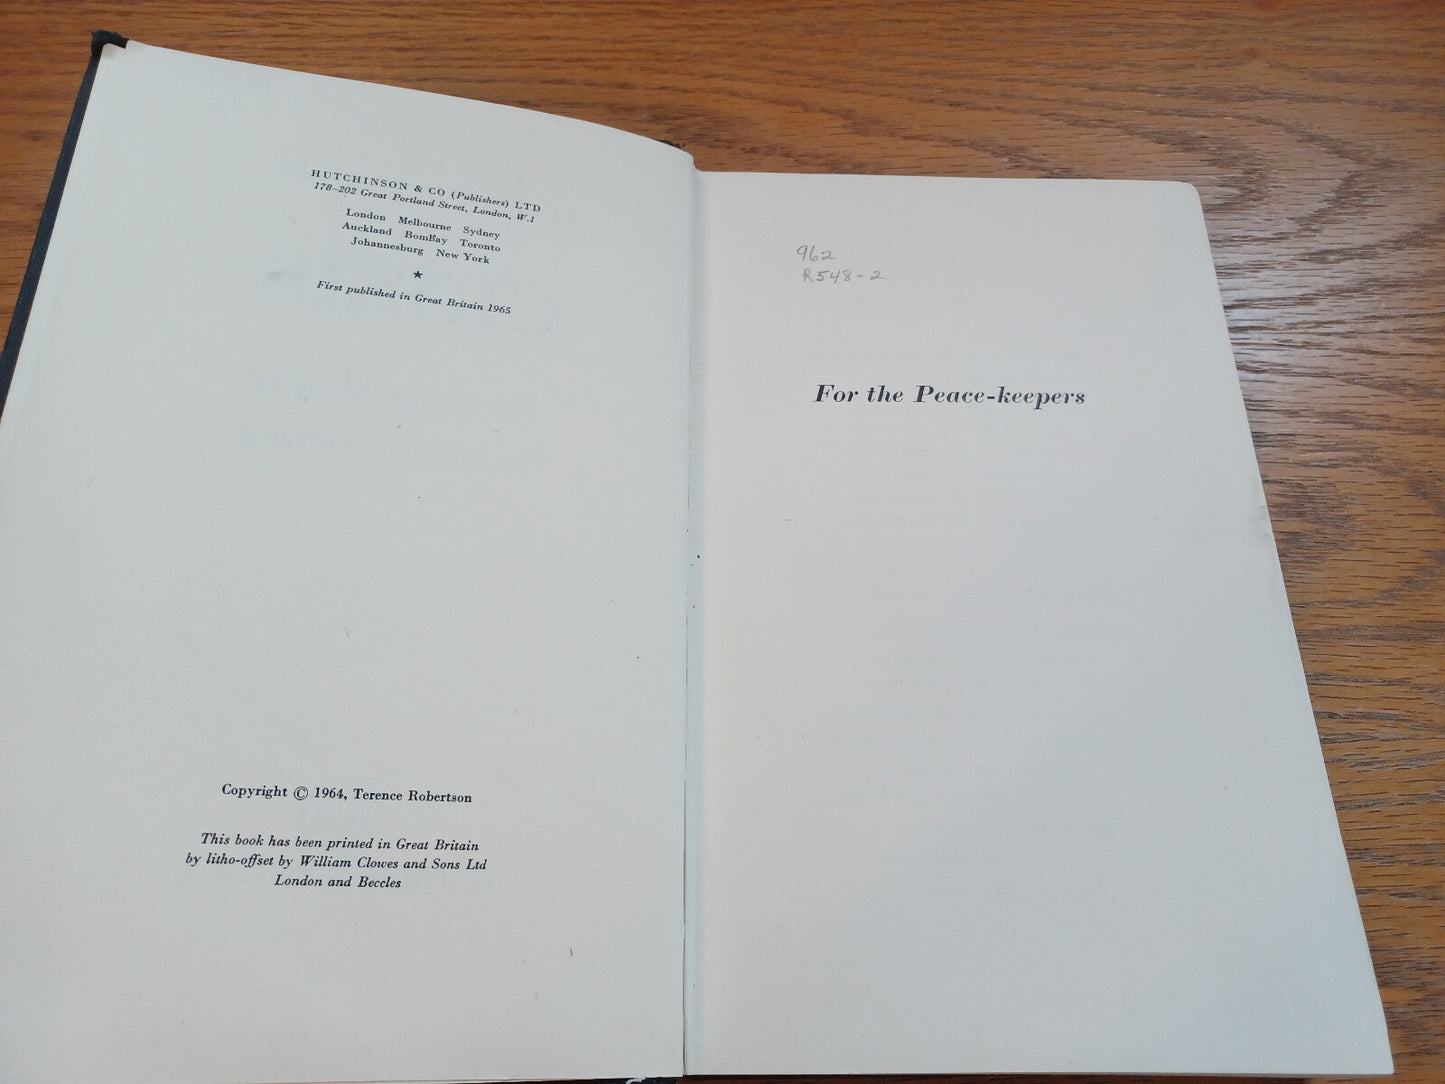 HUTCHINSON & CO (Publishers) LTD
178–202 Great Portland Street, London, W.1
London Melbourne Sydney
Auckland Bombay Toronto
Johannesburg New York
★
First published in Great Britain 1965
Copyright © 1964, Terence Robertson
This book has been printed in Great Britain
by litho-offset by William Clowes and Sons Ltd
London and Beccles
962
R548-2
For the Peace-keepers